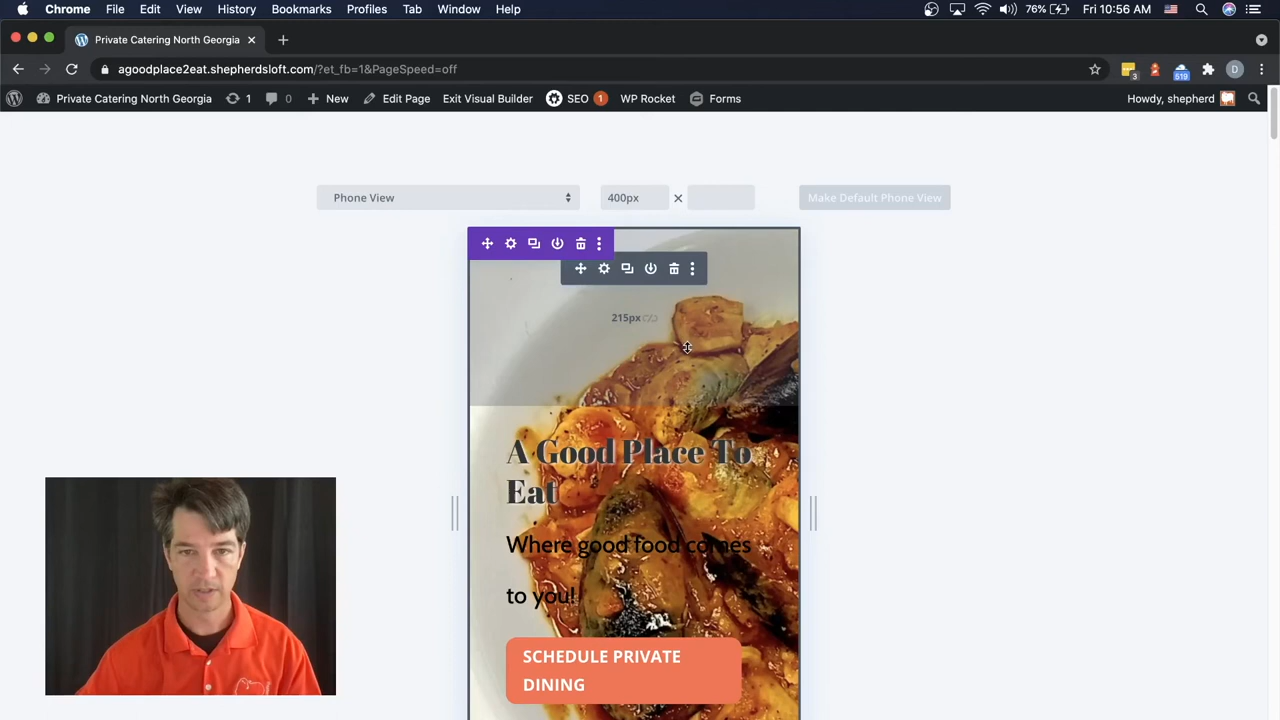 Chrome File Edit View History Bookmarks Profiles Tab Window Help 76% Fri 10:56 AM
Private Catering North Georgia
agoodplace2eat.shepherdsloft.com/?et_fb=1&PageSpeed=off 3 519 D
Private Catering North Georgia 1 0 New Edit Page Exit Visual Builder SEO 1 WP Rocket Forms Howdy, shepherd
Phone View 400px Make Default Phone View
215px
A Good Place To
Eat
Where good food comes
to you!
SCHEDULE PRIVATE
DINING